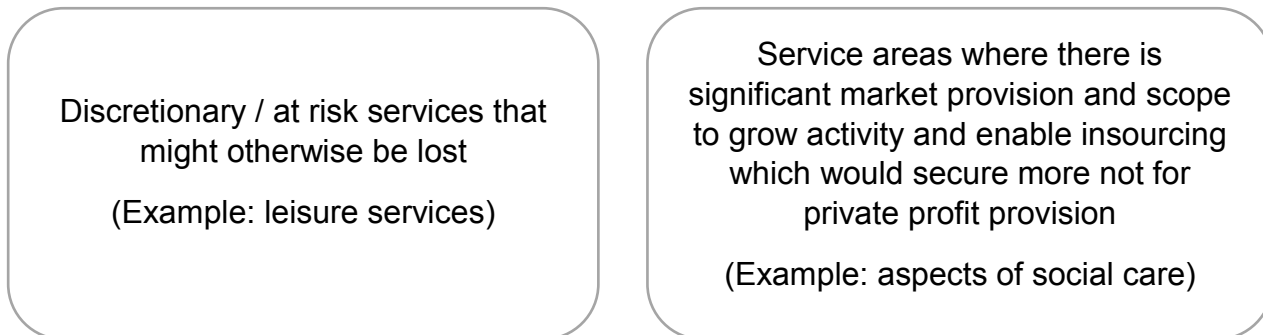 Discretionary / at risk services that
might otherwise be lost
(Example: leisure services)
Service areas where there is
significant market provision and scope
to grow activity and enable insourcing
which would secure more not for
private profit provision
(Example: aspects of social care)